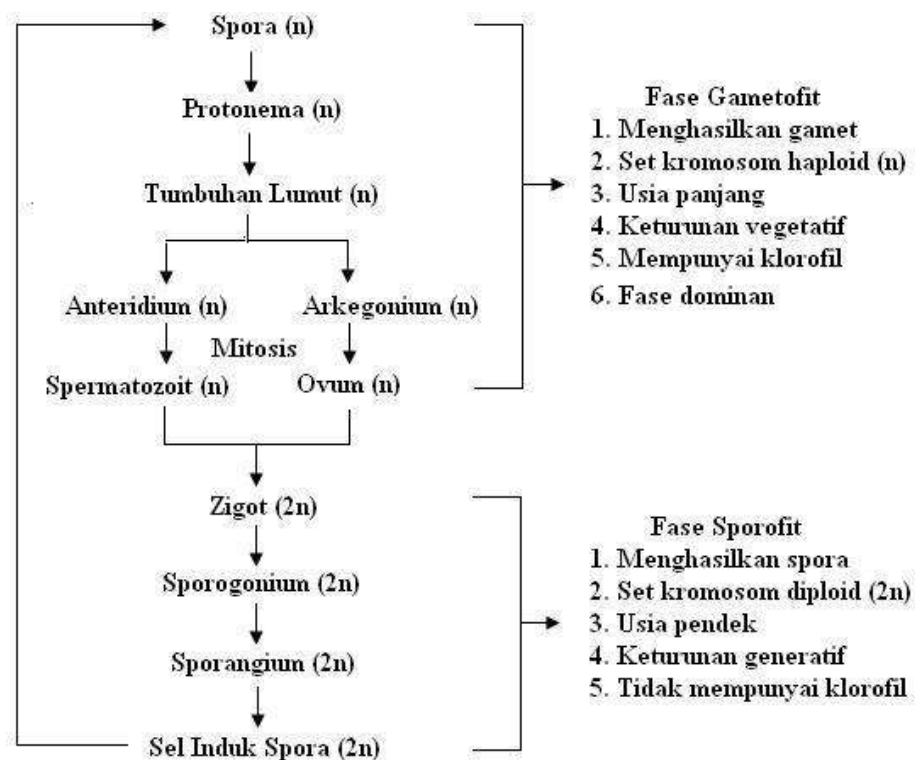 Spora (n)
Protonema (n)
Tumbuhan Lumut (n)
Anteridium (n)
Arkegonium (n)
Mitosis
Spermatozoit (n)
Ovum (n)
Zigot (2n)
Sporogonium (2n)
Sporangium (2n)
Sel Induk Spora (2n)
Fase Gametofit
1. Menghasilkan gamet
2. Set kromosom haploid (n)
3. Usia panjang
4. Keturunan vegetatif
5. Mempunyai klorofil
6. Fase dominan
Fase Sporofit
1. Menghasilkan spora
2. Set kromosom diploid (2n)
3. Usia pendek
4. Keturunan generatif
5. Tidak mempunyai klorofil